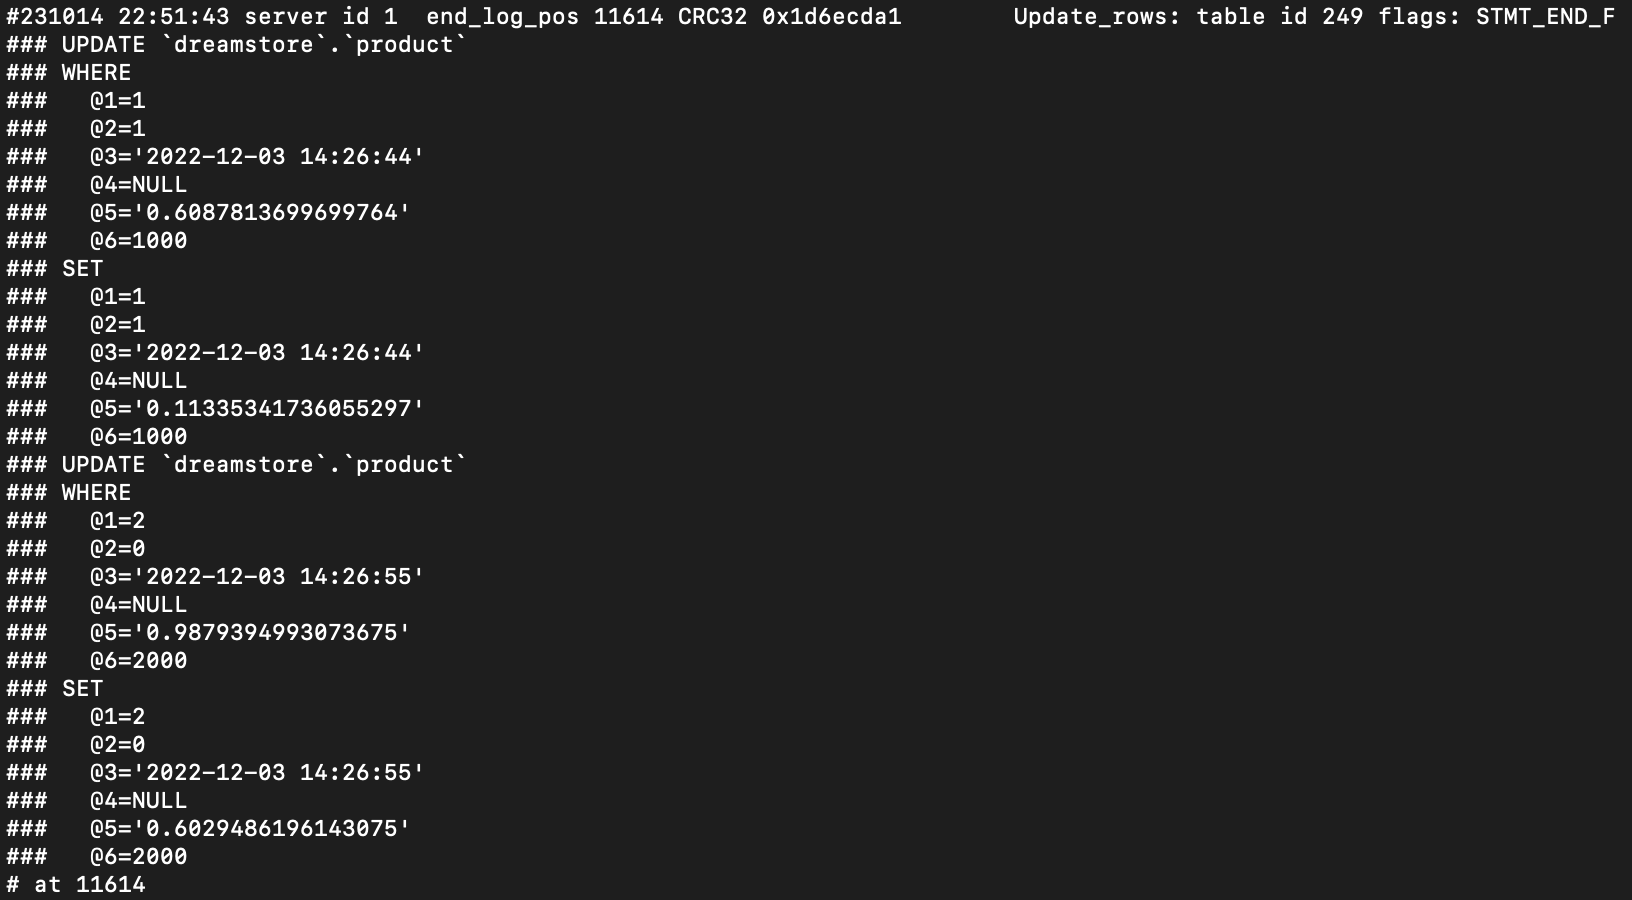 #231014 22:51:43 server id 1  end_log_pos 11614 CRC32 0x1d6ecda1        Update_rows: table id 249 flags: STMT_END_F
### UPDATE `dreamstore`.`product`
### WHERE
###   @1=1
###   @2=1
###   @3='2022-12-03 14:26:44'
###   @4=NULL
###   @5='0.6087813699699764'
###   @6=1000
### SET
###   @1=1
###   @2=1
###   @3='2022-12-03 14:26:44'
###   @4=NULL
###   @5='0.11335341736055297'
###   @6=1000
### UPDATE `dreamstore`.`product`
### WHERE
###   @1=2
###   @2=0
###   @3='2022-12-03 14:26:55'
###   @4=NULL
###   @5='0.9879394993073675'
###   @6=2000
### SET
###   @1=2
###   @2=0
###   @3='2022-12-03 14:26:55'
###   @4=NULL
###   @5='0.6029486196143075'
###   @6=2000
# at 11614